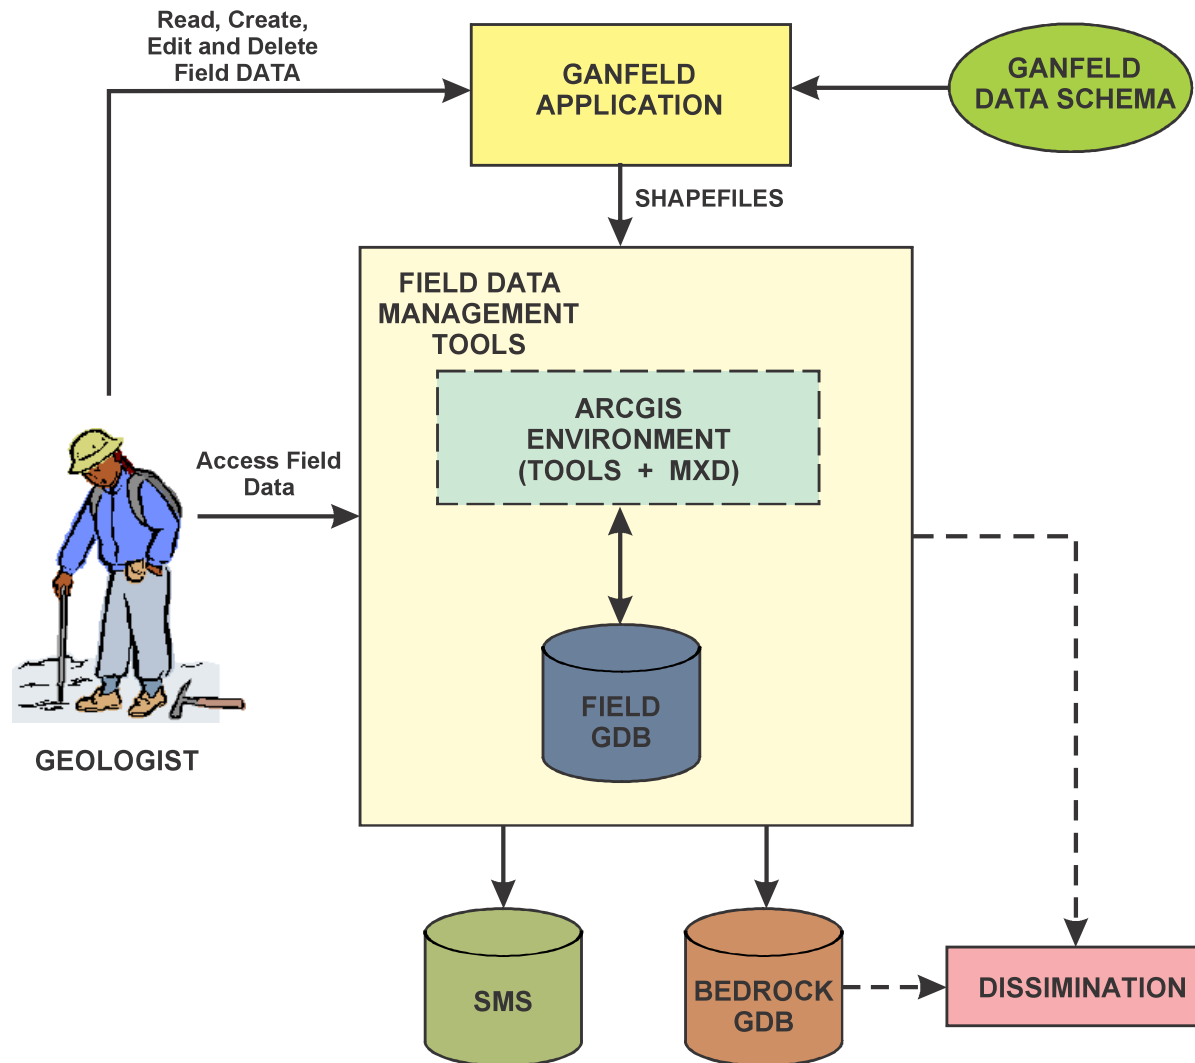 Read, Create,
Edit and Delete
Field DATA
GANFELD
APPLICATION
GANFELD
DATA SCHEMA
SHAPEFILES
FIELD DATA
MANAGEMENT
TOOLS
ARCGIS
ENVIRONMENT
(TOOLS + MXD)
Access Field
Data
FIELD
GDB
GEOLOGIST
SMS
BEDROCK
GDB
DISSIMINATION